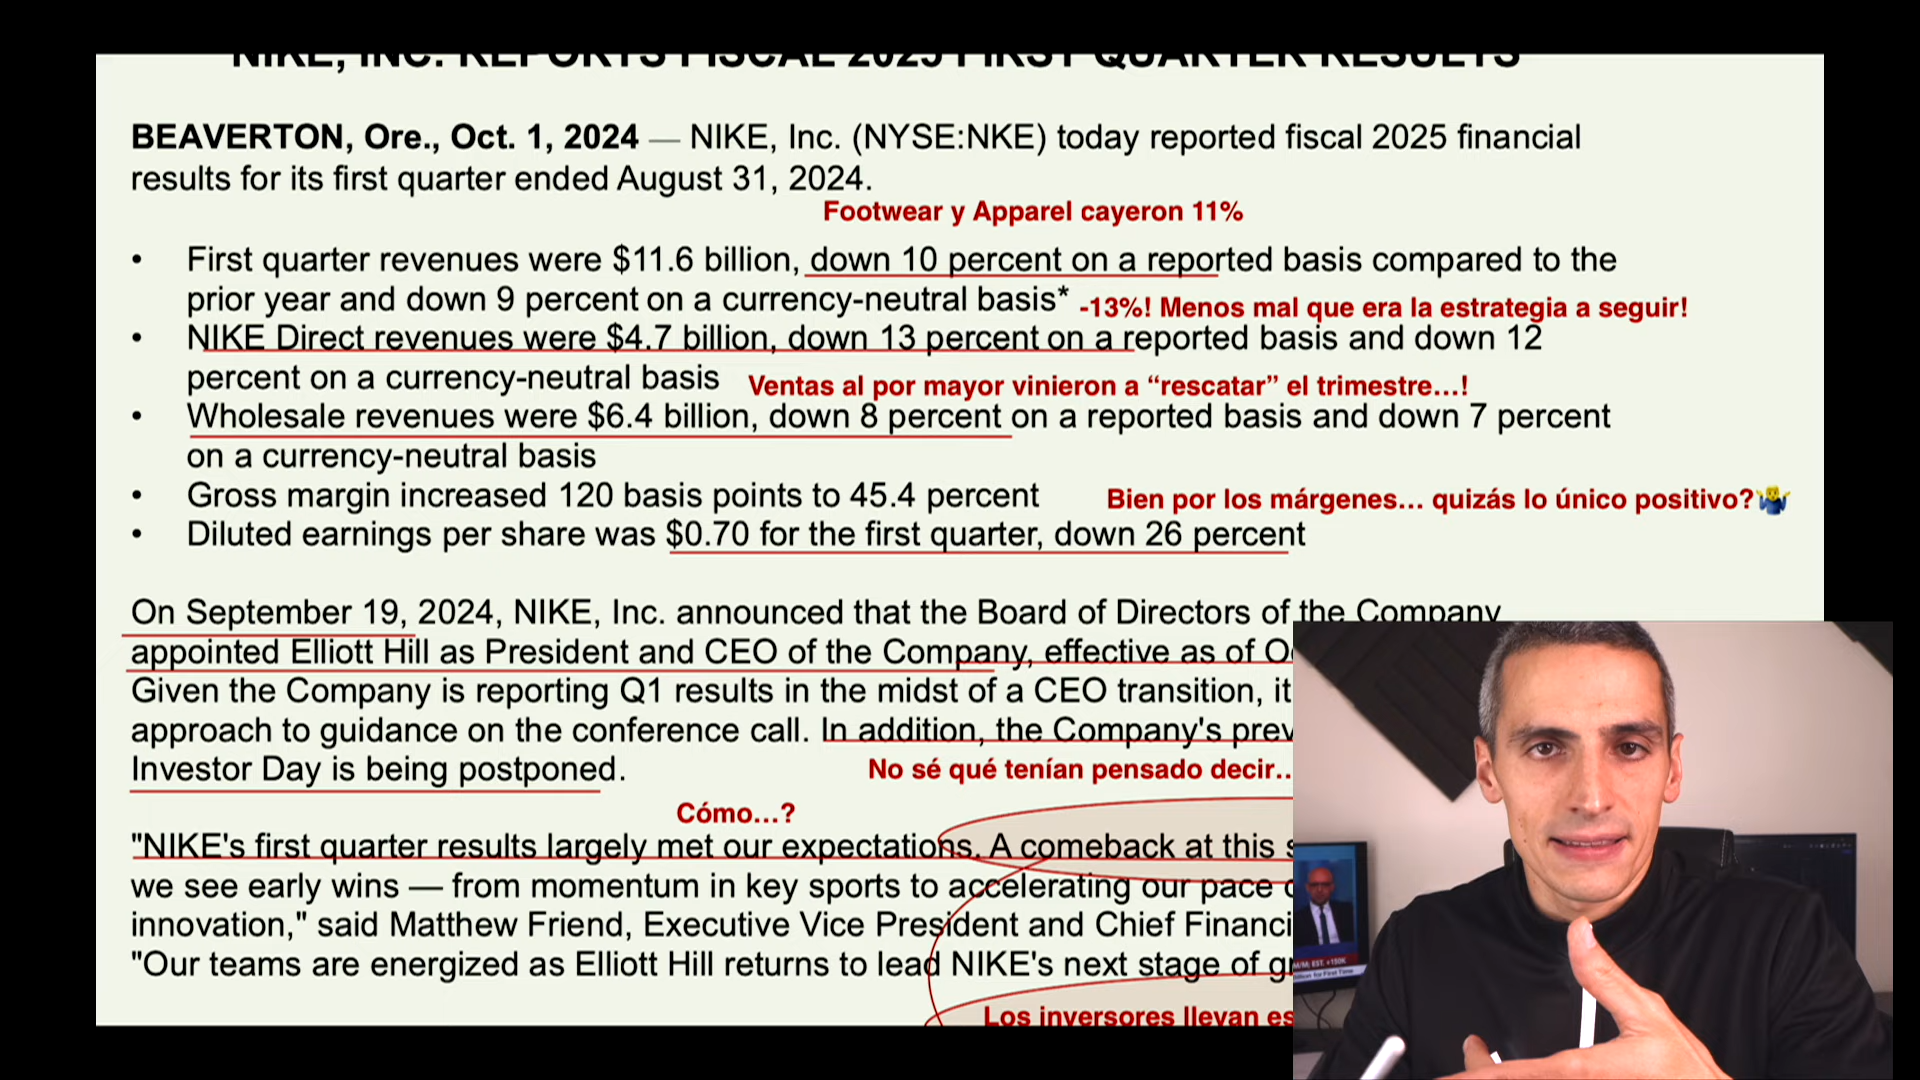 NIKE, INC. REPORTS FISCAL 2025 FIRST QUARTER RESULTS
BEAVERTON, Ore., Oct. 1, 2024 — NIKE, Inc. (NYSE:NKE) today reported fiscal 2025 financial
results for its first quarter ended August 31, 2024.
Footwear y Apparel cayeron 11%
• First quarter revenues were $11.6 billion, down 10 percent on a reported basis compared to the
prior year and down 9 percent on a currency-neutral basis*
-13%! Menos mal que era la estrategia a seguir!
• NIKE Direct revenues were $4.7 billion, down 13 percent on a reported basis and down 12
percent on a currency-neutral basis
Ventas al por mayor vinieron a “rescatar” el trimestre...!
• Wholesale revenues were $6.4 billion, down 8 percent on a reported basis and down 7 percent
on a currency-neutral basis
• Gross margin increased 120 basis points to 45.4 percent
Bien por los márgenes... quizás lo único positivo?🤷‍♂️
• Diluted earnings per share was $0.70 for the first quarter, down 26 percent
On September 19, 2024, NIKE, Inc. announced that the Board of Directors of the Company
appointed Elliott Hill as President and CEO of the Company, effective as of
Given the Company is reporting Q1 results in the midst of a CEO transition, it
approach to guidance on the conference call. In addition, the Company's prev
Investor Day is being postponed.
No sé qué tenían pensado decir..
Cómo...?
"NIKE's first quarter results largely met our expectations. A comeback at this s
we see early wins — from momentum in key sports to accelerating our pace
innovation," said Matthew Friend, Executive Vice President and Chief Financi
"Our teams are energized as Elliott Hill returns to lead NIKE's next stage of g
Los inversores llevan es